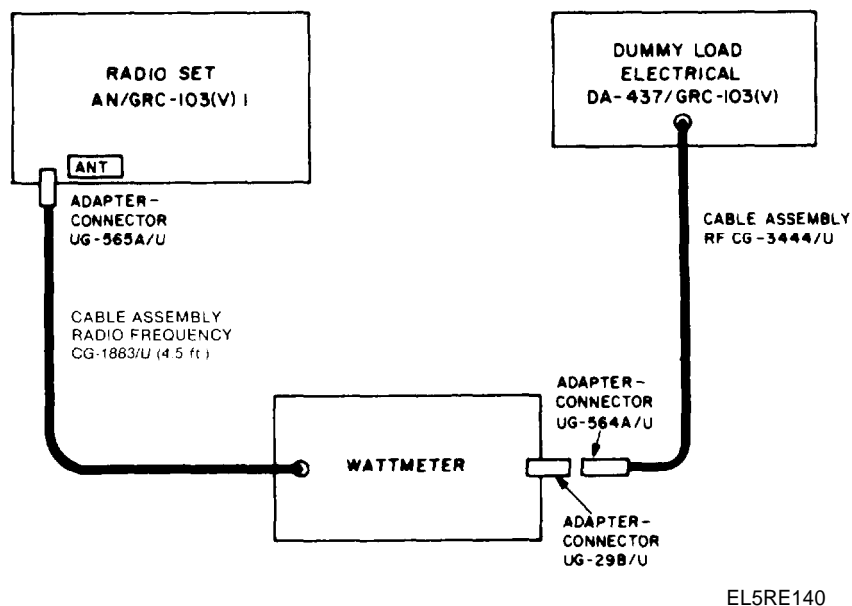 RADIO SET
AN/GRC-103(V) I
ANT
ADAPTER-
CONNECTOR
UG-565A/U
CABLE ASSEMBLY
RADIO FREQUENCY
CG-1883/U (4.5 ft)
DUMMY LOAD
ELECTRICAL
DA-437/GRC-103(V)
CABLE ASSEMBLY
RF CG-3444/U
ADAPTER-
CONNECTOR
UG-564A/U
WATTMETER
ADAPTER-
CONNECTOR
UG-29B/U
EL5RE140